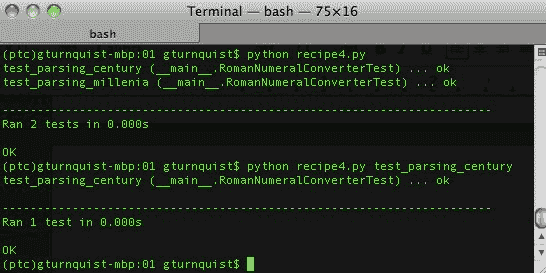 Terminal — bash — 75×16
bash
(ptc)gturnquist-mbp:01 gturnquist$ python recipe4.py
test_parsing_century (__main__.RomanNumeralConverterTest) ... ok
test_parsing_millenia (__main__.RomanNumeralConverterTest) ... ok
----------------------------------------------------------------------
Ran 2 tests in 0.000s
OK
(ptc)gturnquist-mbp:01 gturnquist$ python recipe4.py test_parsing_century
test_parsing_century (__main__.RomanNumeralConverterTest) ... ok
----------------------------------------------------------------------
Ran 1 test in 0.000s
OK
(ptc)gturnquist-mbp:01 gturnquist$